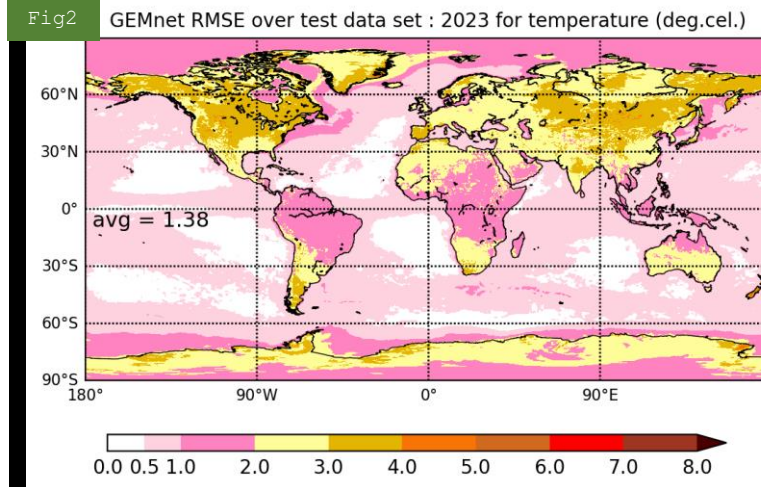 Fig2
GEMnet RMSE over test data set : 2023 for temperature (deg.cel.)
60°N
30°N
0°
avg = 1.38
30°S
60°S
90°S
180° 90°W 0° 90°E
0.0 0.5 1.0 2.0 3.0 4.0 5.0 6.0 7.0 8.0